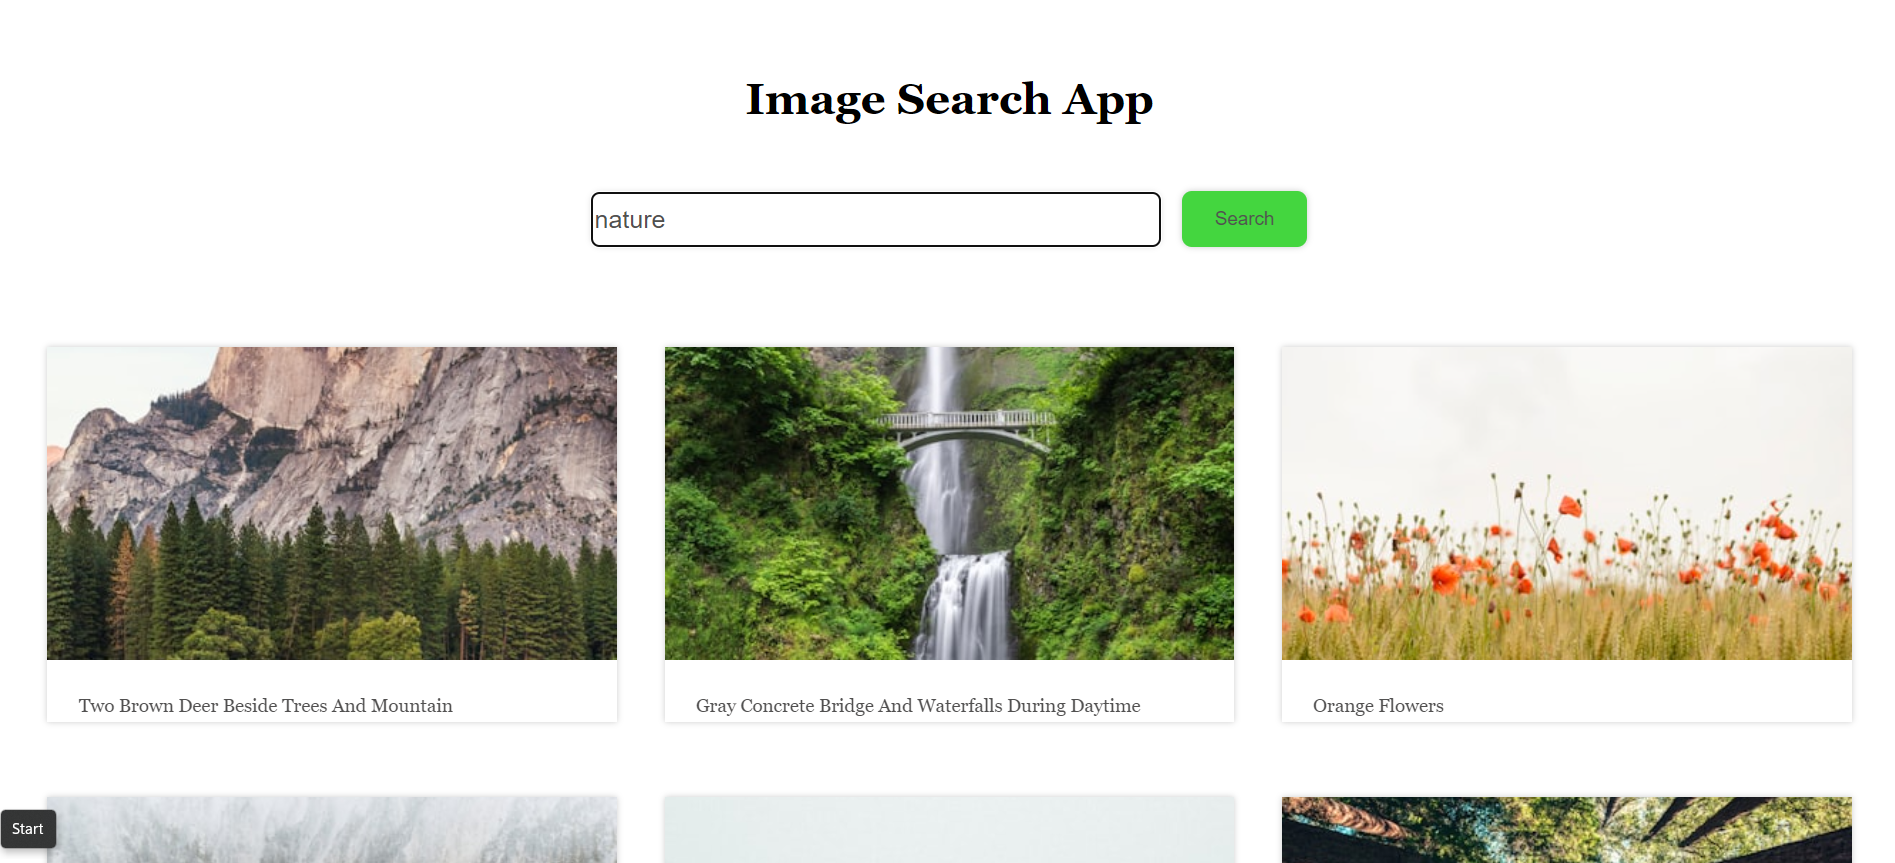 Image Search App
nature
Search
Two Brown Deer Beside Trees And Mountain
Gray Concrete Bridge And Waterfalls During Daytime
Orange Flowers
Start